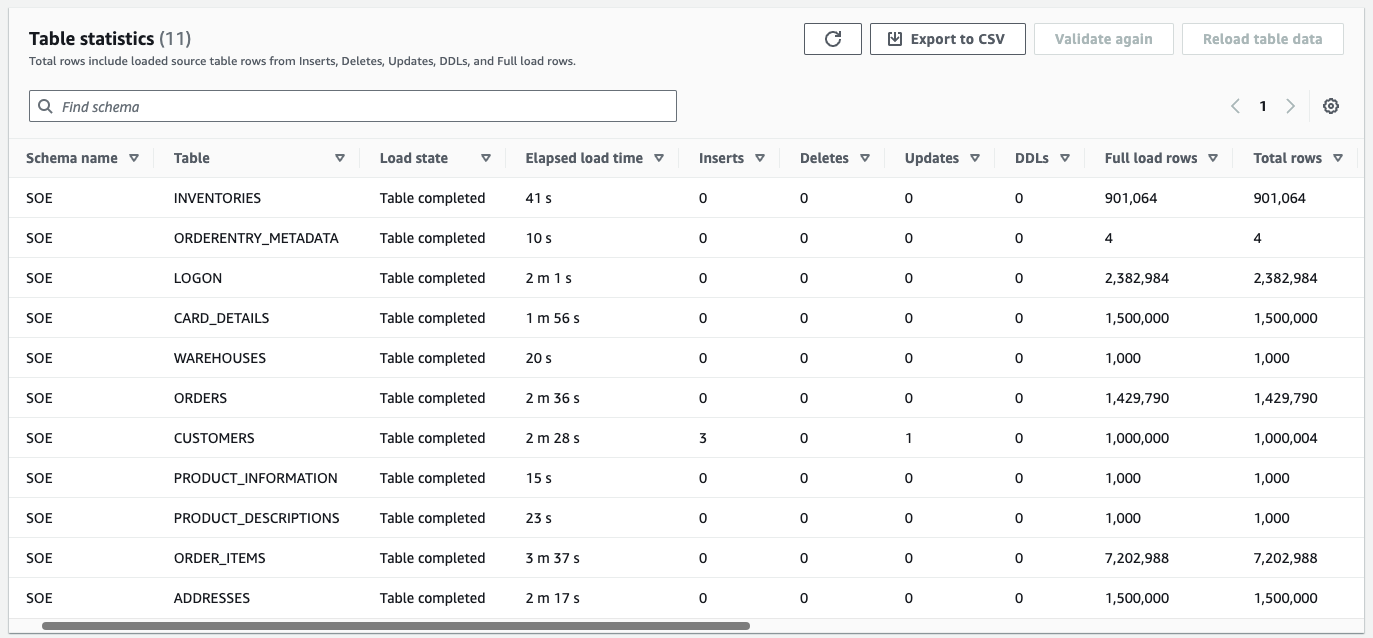 Table statistics (11)
Total rows include loaded source table rows from Inserts, Deletes, Updates, DDLs, and Full load rows.
Export to CSV
Validate again
Reload table data
Find schema
1
Schema name Table Load state Elapsed load time Inserts Deletes Updates DDLs Full load rows Total rows
SOE INVENTORIES Table completed 41 s 0 0 0 0 901,064 901,064
SOE ORDERENTRY_METADATA Table completed 10 s 0 0 0 0 4 4
SOE LOGON Table completed 2 m 1 s 0 0 0 0 2,382,984 2,382,984
SOE CARD_DETAILS Table completed 1 m 56 s 0 0 0 0 1,500,000 1,500,000
SOE WAREHOUSES Table completed 20 s 0 0 0 0 1,000 1,000
SOE ORDERS Table completed 2 m 36 s 0 0 0 0 1,429,790 1,429,790
SOE CUSTOMERS Table completed 2 m 28 s 3 0 1 0 1,000,000 1,000,004
SOE PRODUCT_INFORMATION Table completed 15 s 0 0 0 0 1,000 1,000
SOE PRODUCT_DESCRIPTIONS Table completed 23 s 0 0 0 0 1,000 1,000
SOE ORDER_ITEMS Table completed 3 m 37 s 0 0 0 0 7,202,988 7,202,988
SOE ADDRESSES Table completed 2 m 17 s 0 0 0 0 1,500,000 1,500,000